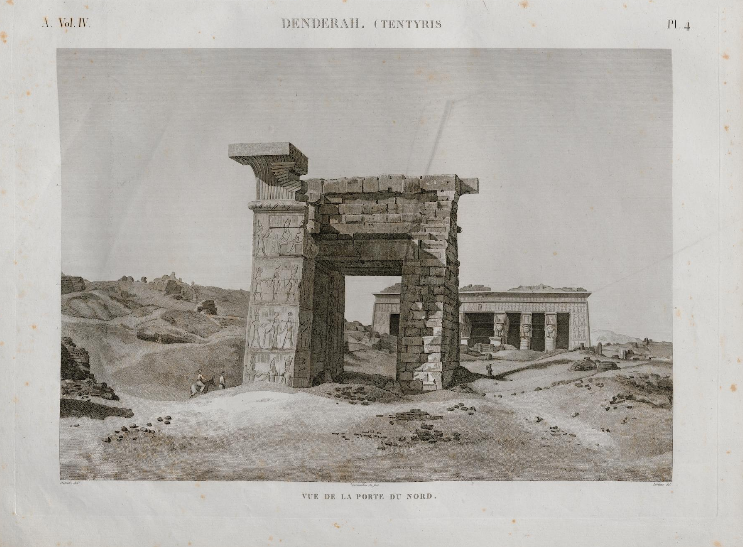 A. Vol. IV.
DENDERAH. (TENTYRIS
Pl. 4
VUE DE LA PORTE DU NORD.